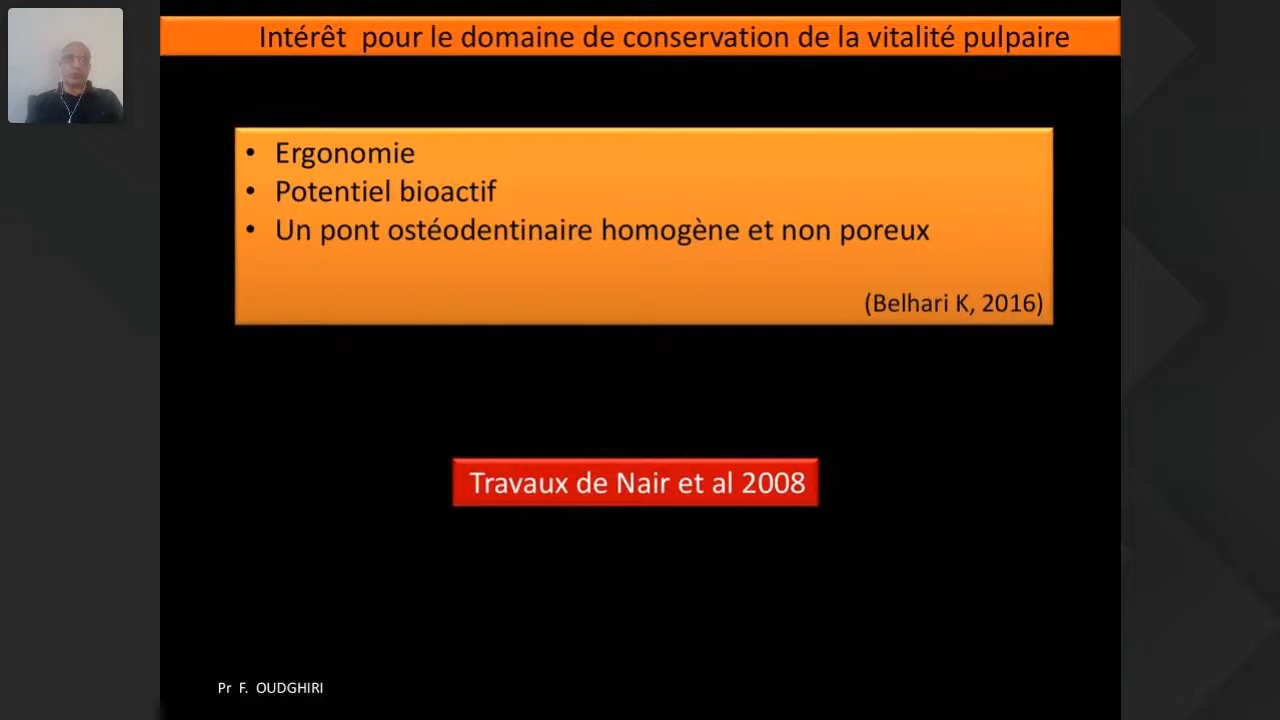 Intérêt pour le domaine de conservation de la vitalité pulpaire
• Ergonomie
• Potentiel bioactif
• Un pont ostéodentinaire homogène et non poreux
(Belhari K, 2016)
Travaux de Nair et al 2008
Pr F. OUDGHIRI